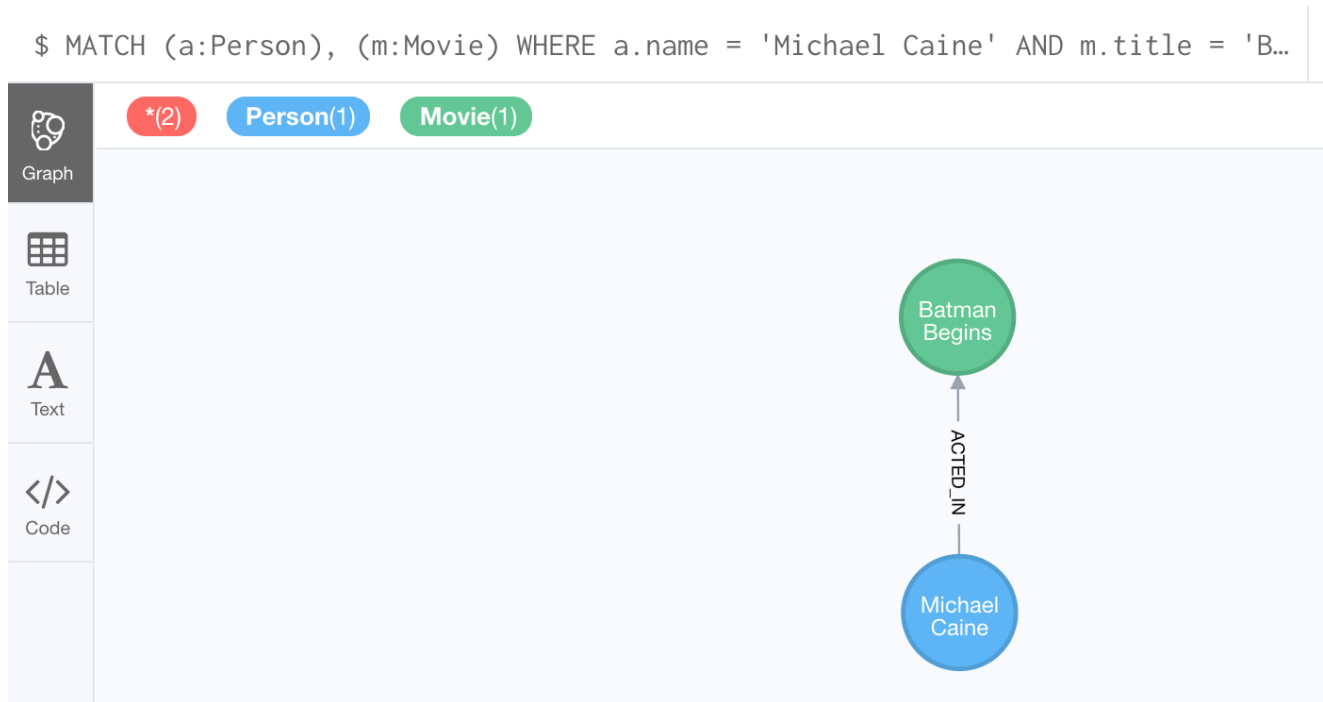 $ MATCH (a:Person), (m:Movie) WHERE a.name = 'Michael Caine' AND m.title = 'B…
*(2) Person(1) Movie(1)
Graph
Table
Text
Code
Batman
Begins
ACTED_IN
Michael
Caine